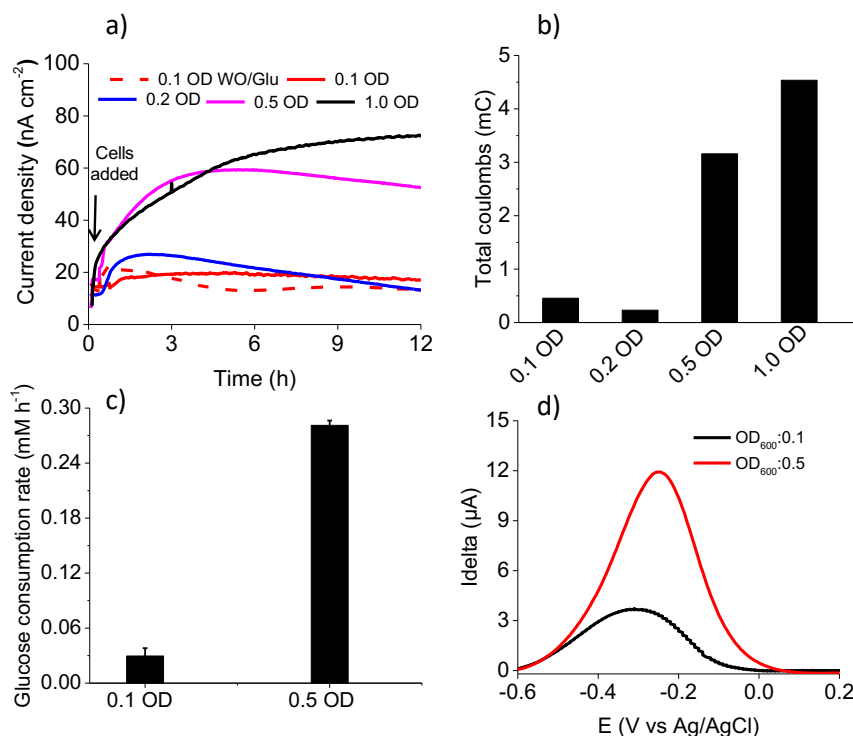 a)
100
80
60
40
20
0
0 3 6 9 12
Current density (nA cm⁻²)
Time (h)
0.1 OD WO/Glu 0.1 OD
0.2 OD 0.5 OD 1.0 OD
Cells
added
b)
5
4
3
2
1
0
Total coulombs (mC)
0.1 OD 0.2 OD 0.5 OD 1.0 OD
c)
0.30
0.24
0.18
0.12
0.06
0.00
Glucose consumption rate (mM h⁻¹)
0.1 OD 0.5 OD
d)
15
12
9
6
3
0
Idelta (µA)
OD₆₀₀:0.1
OD₆₀₀:0.5
-0.6 -0.4 -0.2 0.0 0.2
E (V vs Ag/AgCl)